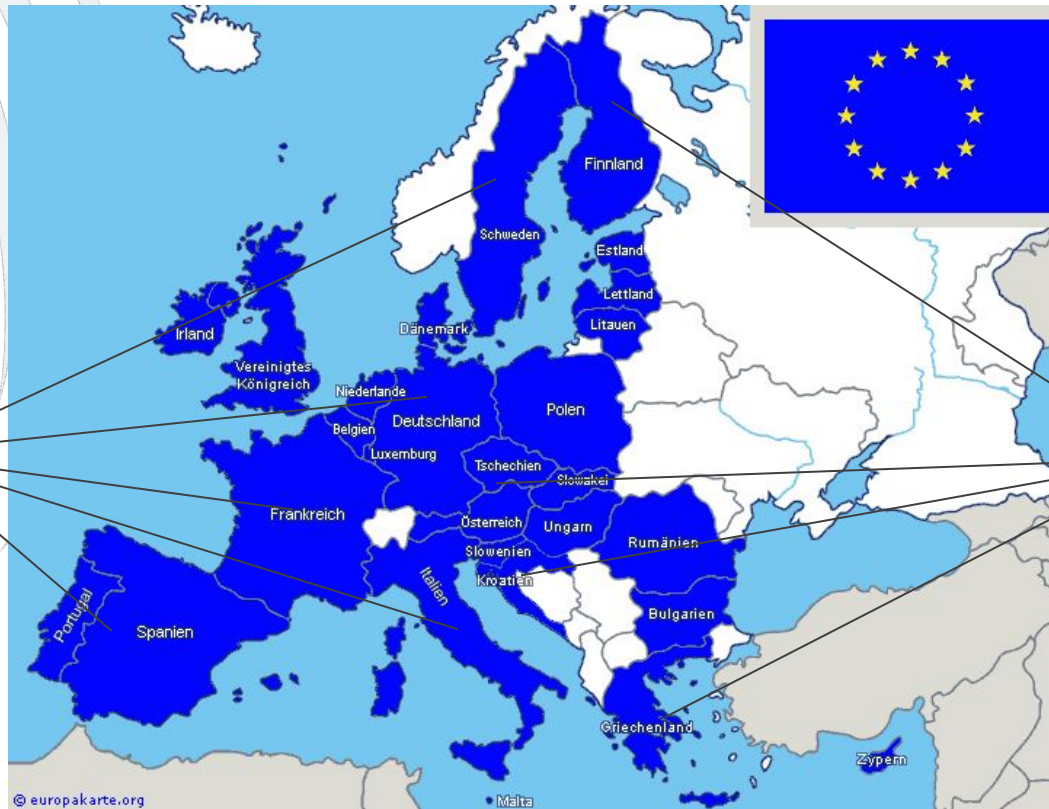 Finnland
Schweden
Estland
Lettland
Litauen
Dänemark
Irland
Vereinigtes
Königreich
Niederlande
Polen
Deutschland
Belgien
Luxemburg
Tschechien
Slowakei
Frankreich
Österreich
Ungarn
Rumänien
Slowenien
Kroatien
Italien
Bulgarien
Portugal
Spanien
Griechenland
Zypern
Malta
© europakarte.org